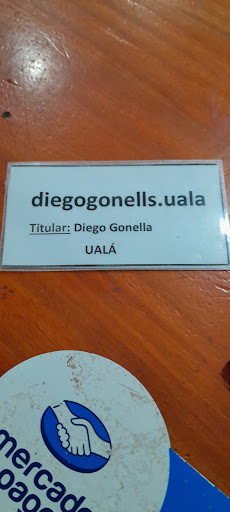 diegogonells.uala
Titular: Diego Gonella
UALÁ
mercado
pago